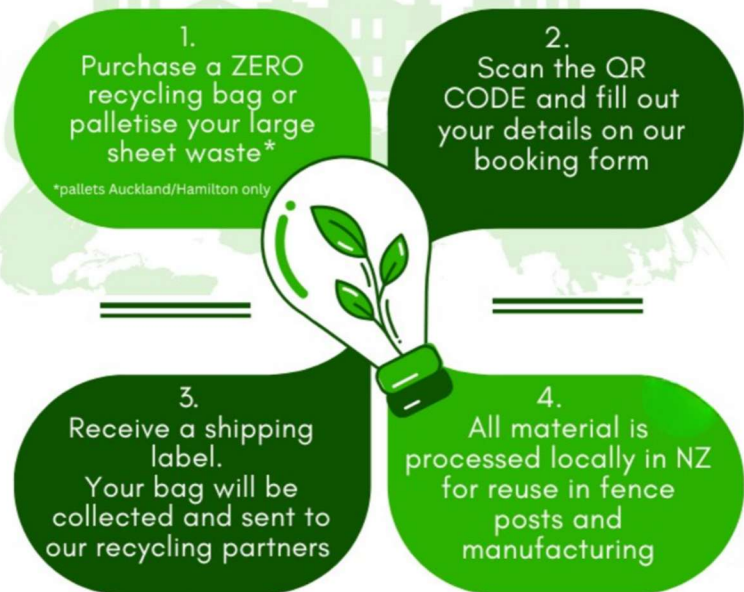 1.
Purchase a ZERO
recycling bag or
palletise your large
sheet waste*
*pallets Auckland/Hamilton only
2.
Scan the QR
CODE and fill out
your details on our
booking form
3.
Receive a shipping
label.
Your bag will be
collected and sent to
our recycling partners
4.
All material is
processed locally in NZ
for reuse in fence
posts and
manufacturing